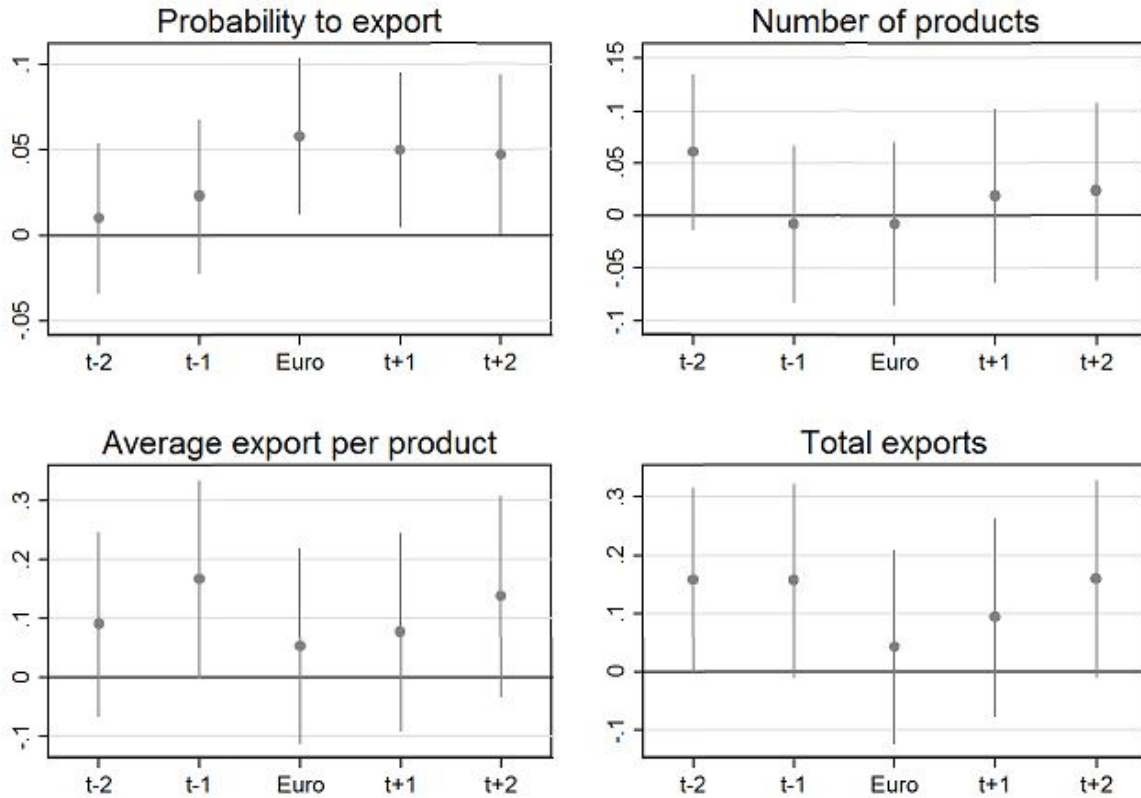 Probability to export
.1
.05
0
-.05
t-2 t-1 Euro t+1 t+2
Number of products
.15
.1
.05
0
-.05
-.1
t-2 t-1 Euro t+1 t+2
Average export per product
.3
.2
.1
0
-.1
t-2 t-1 Euro t+1 t+2
Total exports
.3
.2
.1
0
-.1
t-2 t-1 Euro t+1 t+2